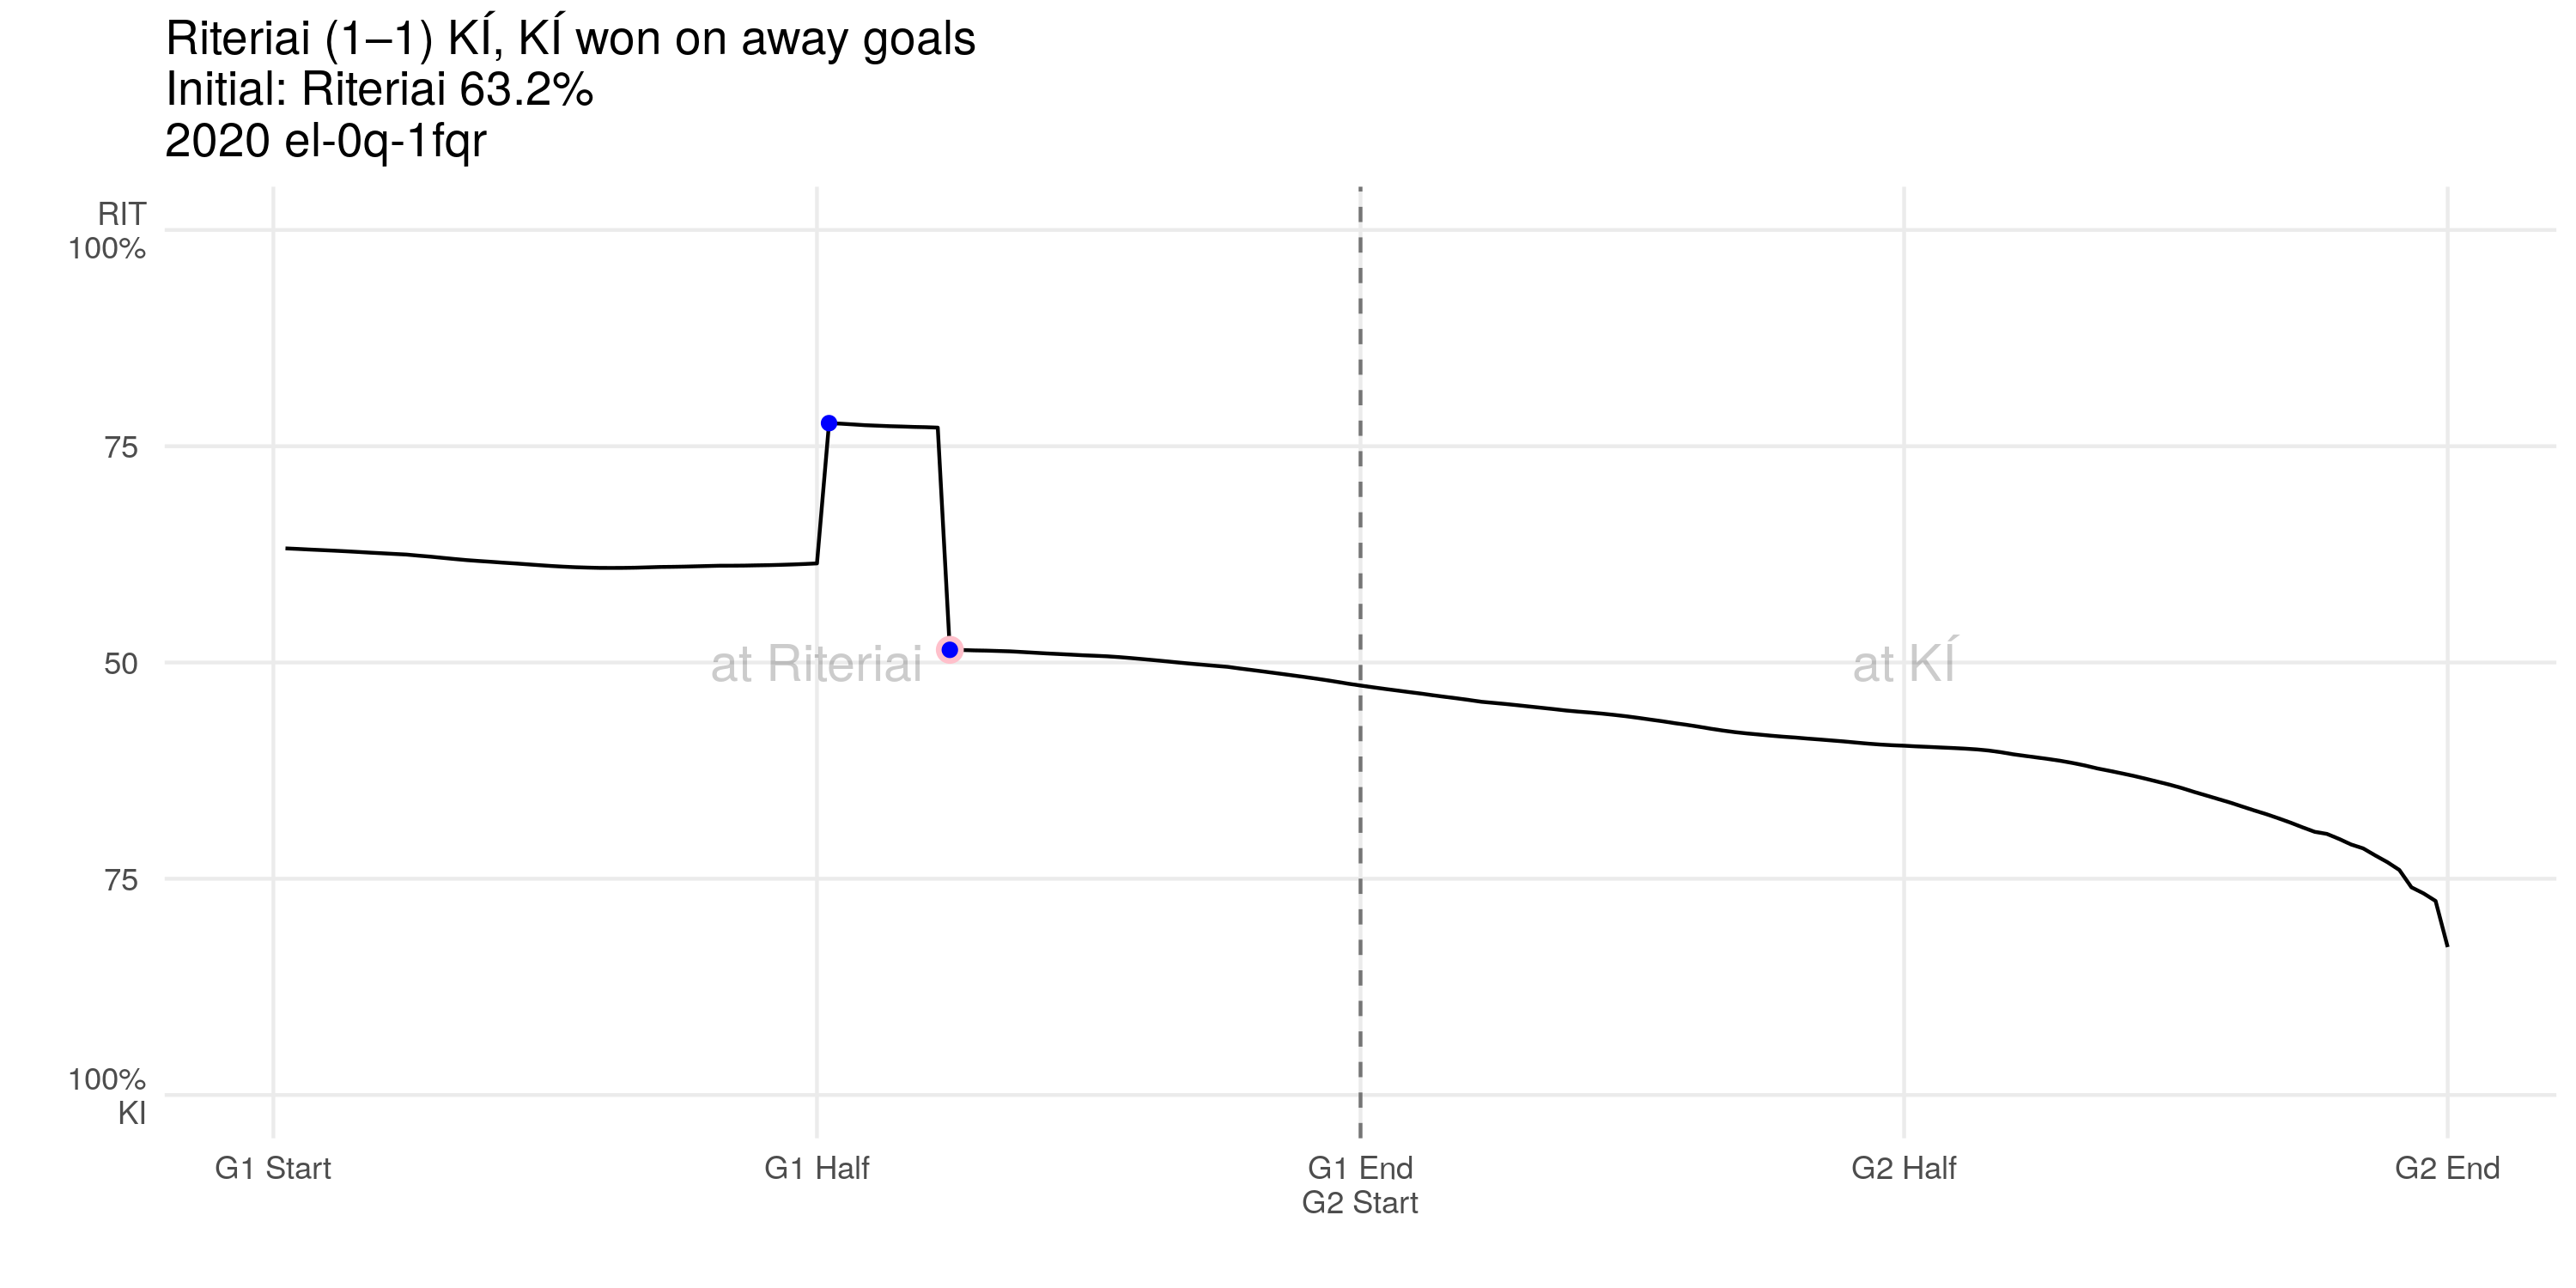 Riteriai (1–1) KÍ, KÍ won on away goals
Initial: Riteriai 63.2%
2020 el-0q-1fqr
RIT
100%
75
50
75
100%
KI
at Riteriai
at KÍ
G1 Start
G1 Half
G1 End
G2 Start
G2 Half
G2 End